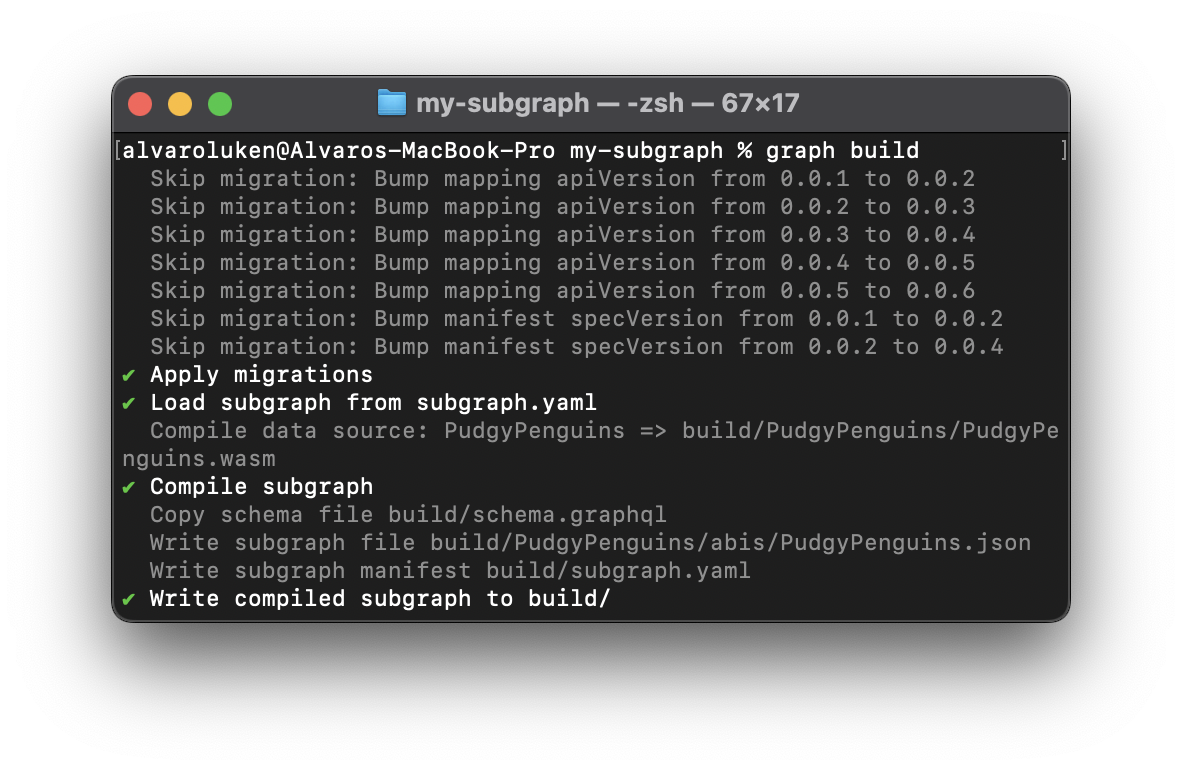 my-subgraph — -zsh — 67×17
[alvaroluken@Alvaros-MacBook-Pro my-subgraph % graph build ]
Skip migration: Bump mapping apiVersion from 0.0.1 to 0.0.2
Skip migration: Bump mapping apiVersion from 0.0.2 to 0.0.3
Skip migration: Bump mapping apiVersion from 0.0.3 to 0.0.4
Skip migration: Bump mapping apiVersion from 0.0.4 to 0.0.5
Skip migration: Bump mapping apiVersion from 0.0.5 to 0.0.6
Skip migration: Bump manifest specVersion from 0.0.1 to 0.0.2
Skip migration: Bump manifest specVersion from 0.0.2 to 0.0.4
✔ Apply migrations
✔ Load subgraph from subgraph.yaml
Compile data source: PudgyPenguins => build/PudgyPenguins/PudgyPe
nguins.wasm
✔ Compile subgraph
Copy schema file build/schema.graphql
Write subgraph file build/PudgyPenguins/abis/PudgyPenguins.json
Write subgraph manifest build/subgraph.yaml
✔ Write compiled subgraph to build/